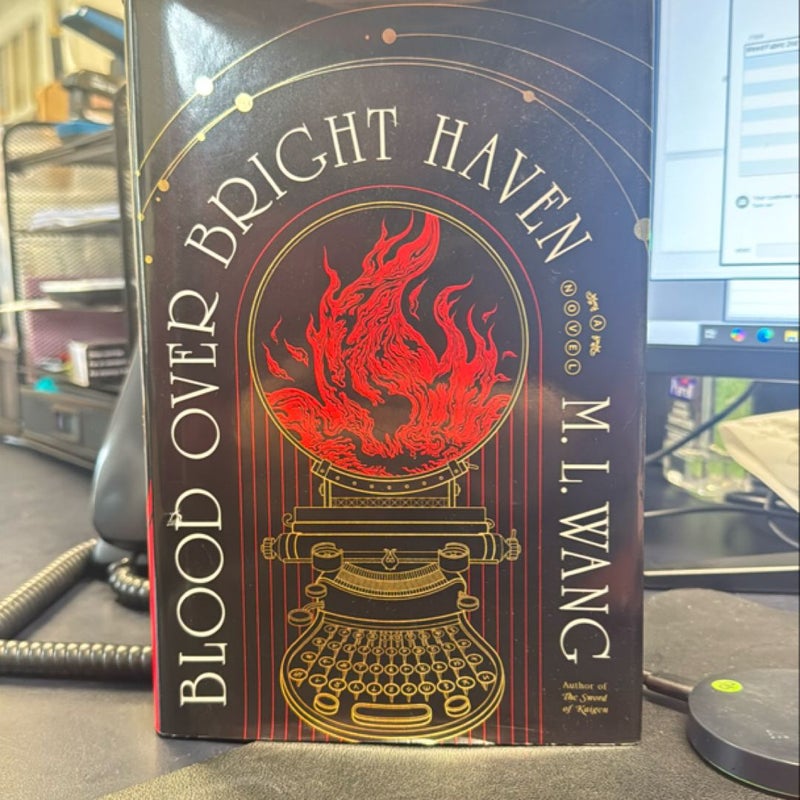 BLOOD OVER BRIGHT HAVEN
A
NOVEL
M. L. WANG
Author of
The Sword
of Kaigen